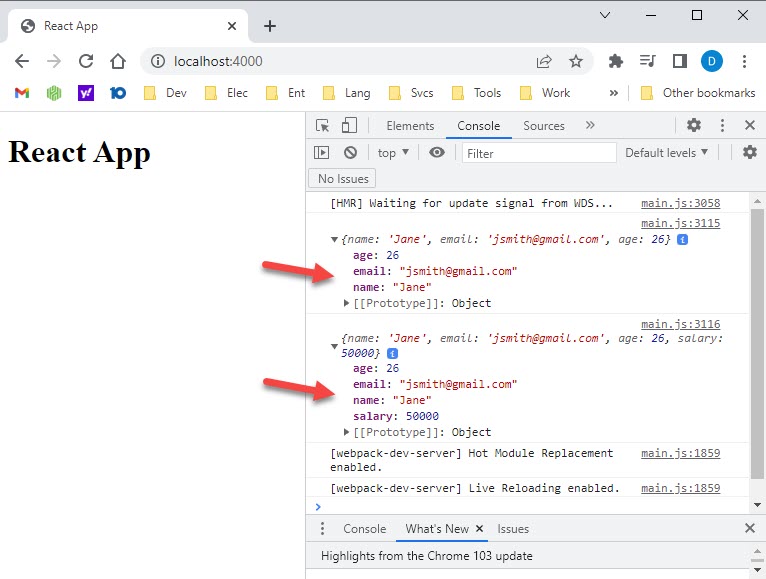 React App
localhost:4000
D
y!
10
Dev
Elec
Ent
Lang
Svcs
Tools
Work
»
Other bookmarks
React App
Elements
Console
Sources
»
top ▼
Filter
Default levels ▼
No Issues
[HMR] Waiting for update signal from WDS... main.js:3058
main.js:3115
▼{name: 'Jane', email: 'jsmith@gmail.com', age: 26} i
age: 26
email: "jsmith@gmail.com"
name: "Jane"
▶[[Prototype]]: Object
main.js:3116
{name: 'Jane', email: 'jsmith@gmail.com', age: 26, salary:
▼50000} i
age: 26
email: "jsmith@gmail.com"
name: "Jane"
salary: 50000
▶[[Prototype]]: Object
[webpack-dev-server] Hot Module Replacement main.js:1859
enabled.
[webpack-dev-server] Live Reloading enabled. main.js:1859
Console
What's New
Issues
Highlights from the Chrome 103 update